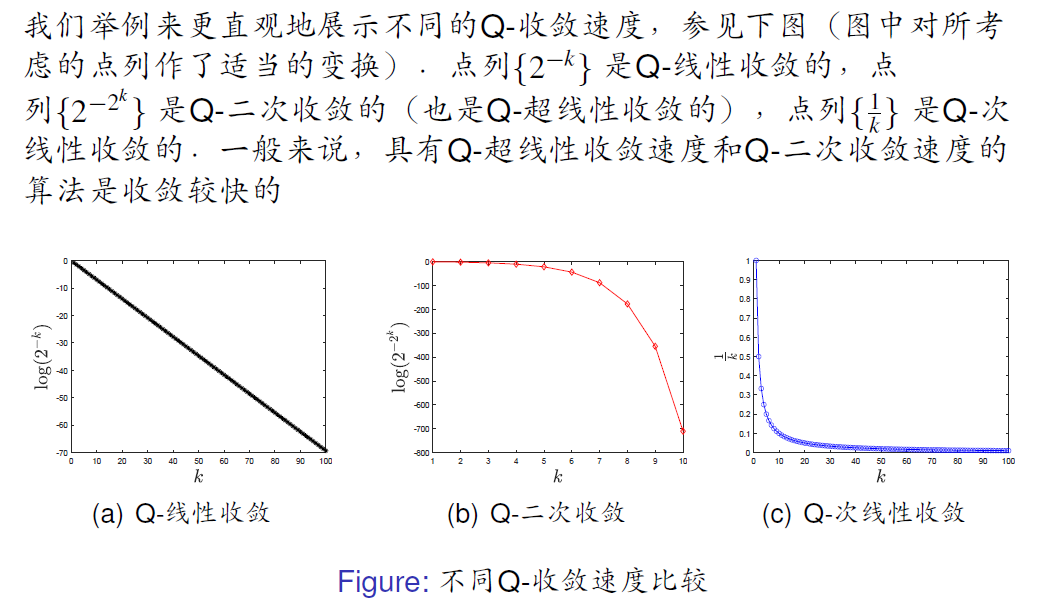 我们举例来更直观地展示不同的Q-收敛速度，参见下图（图中对所考
虑的点列作了适当的变换）．点列{2^{-k}} 是Q-线性收敛的，点
列{2^{-2^k}} 是Q-二次收敛的（也是Q-超线性收敛的），点列{\frac{1}{k}} 是Q-次
线性收敛的．一般来说，具有Q-超线性收敛速度和Q-二次收敛速度的
算法是收敛较快的
log(2^{-k})
0
-10
-20
-30
-40
-50
-60
-70
0 10 20 30 40 50 60 70 80 90 100
k
(a) Q-线性收敛
log(2^{-2^k})
0
-100
-200
-300
-400
-500
-600
-700
-800
1 2 3 4 5 6 7 8 9 10
k
(b) Q-二次收敛
\frac{1}{k}
1
0.9
0.8
0.7
0.6
0.5
0.4
0.3
0.2
0.1
0
0 10 20 30 40 50 60 70 80 90 100
k
(c) Q-次线性收敛
Figure: 不同Q-收敛速度比较